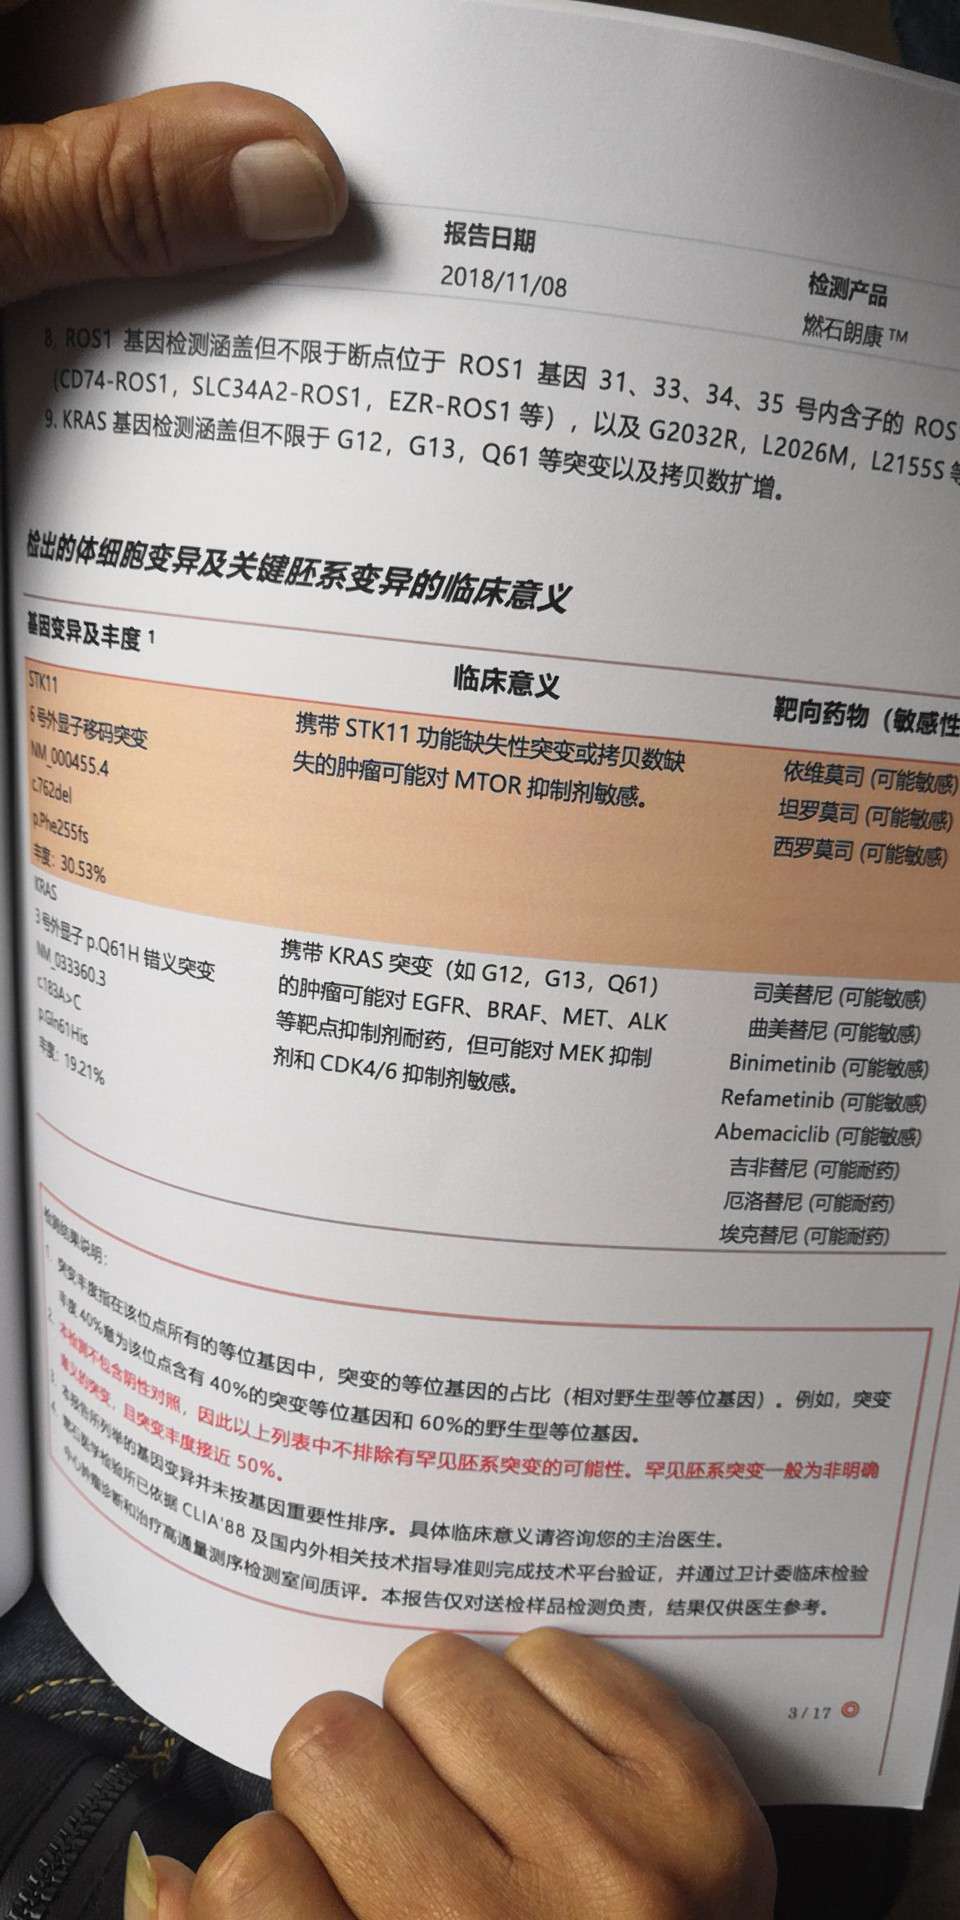 报告日期
2018/11/08
检测产品
燃石朗康™
8. ROS1 基因检测涵盖但不限于断点位于 ROS1 基因 31、33、34、35 号内含子的 ROS
(CD74-ROS1，SLC34A2-ROS1，EZR-ROS1 等），以及 G2032R，L2026M，L2155S 等
9. KRAS 基因检测涵盖但不限于 G12，G13，Q61 等突变以及拷贝数扩增。
检出的体细胞变异及关键胚系变异的临床意义
基因变异及丰度 1
临床意义
靶向药物（敏感性
STK11
6 号外显子移码突变
NM_000455.4
c.762del
p.Phe255fs
丰度：30.53%
携带 STK11 功能缺失性突变或拷贝数缺
失的肿瘤可能对 MTOR 抑制剂敏感。
依维莫司 (可能敏感)
坦罗莫司 (可能敏感)
西罗莫司 (可能敏感)
KRAS
3 号外显子 p.Q61H 错义突变
NM_033360.3
c.183A>C
p.Gln61His
丰度：19.21%
携带 KRAS 突变（如 G12，G13，Q61）
的肿瘤可能对 EGFR、BRAF、MET、ALK
等靶点抑制剂耐药，但可能对 MEK 抑制
剂和 CDK4/6 抑制剂敏感。
司美替尼 (可能敏感)
曲美替尼 (可能敏感)
Binimetinib (可能敏感)
Refametinib (可能敏感)
Abemaciclib (可能敏感)
吉非替尼 (可能耐药)
厄洛替尼 (可能耐药)
埃克替尼 (可能耐药)
检测结果说明：
1. 突变丰度指在该位点所有的等位基因中，突变的等位基因的占比（相对野生型等位基因）。例如，突变
丰度 40%意为该位点含有 40%的突变等位基因和 60%的野生型等位基因。
2. 本检测不包含阴性对照，因此以上列表中不排除有罕见胚系突变的可能性。罕见胚系突变一般为非明确
意义的突变，且突变丰度接近 50%。
3. 本报告所列举的基因变异并未按基因重要性排序。具体临床意义请咨询您的主治医生。
4. 燃石医学检验所已依据 CLIA'88 及国内外相关技术指导准则完成技术平台验证，并通过卫计委临床检验
中心肿瘤诊断和治疗高通量测序检测室间质评。本报告仅对送检样品检测负责，结果仅供医生参考。
3 / 17